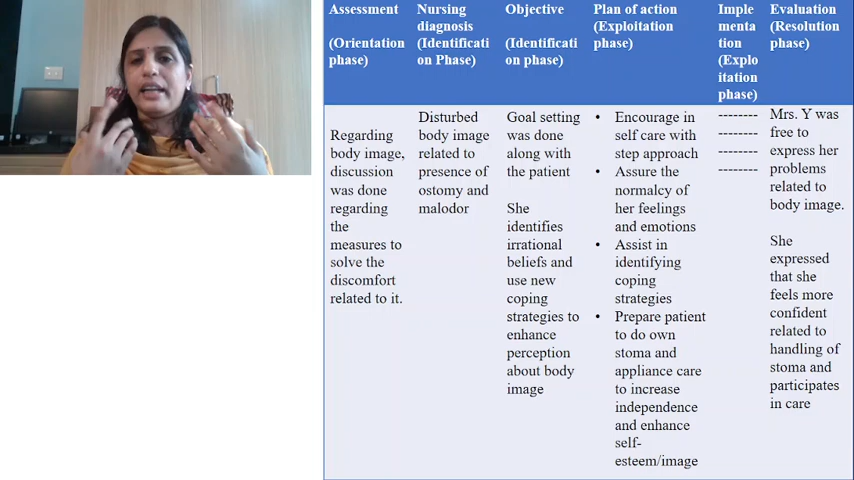 Assessment
(Orientation
phase)
Nursing
diagnosis
(Identificati
on Phase)
Objective
(Identificati
on phase)
Plan of action
(Exploitation
phase)
Imple
menta
tion
(Explo
itation
phase)
Evaluation
(Resolution
phase)
Regarding
body image,
discussion
was done
regarding
the
measures to
solve the
discomfort
related to it.
Disturbed
body image
related to
presence of
ostomy and
malodor
Goal setting
was done
along with
the patient
She
identifies
irrational
beliefs and
use new
coping
strategies to
enhance
perception
about body
image
• Encourage in
self care with
step approach
• Assure the
normalcy of
her feelings
and emotions
• Assist in
identifying
coping
strategies
• Prepare patient
to do own
stoma and
appliance care
to increase
independence
and enhance
self-
esteem/image
--------
--------
--------
--------
Mrs. Y was
free to
express her
problems
related to
body image.
She
expressed
that she
feels more
confident
related to
handling of
stoma and
participates
in care